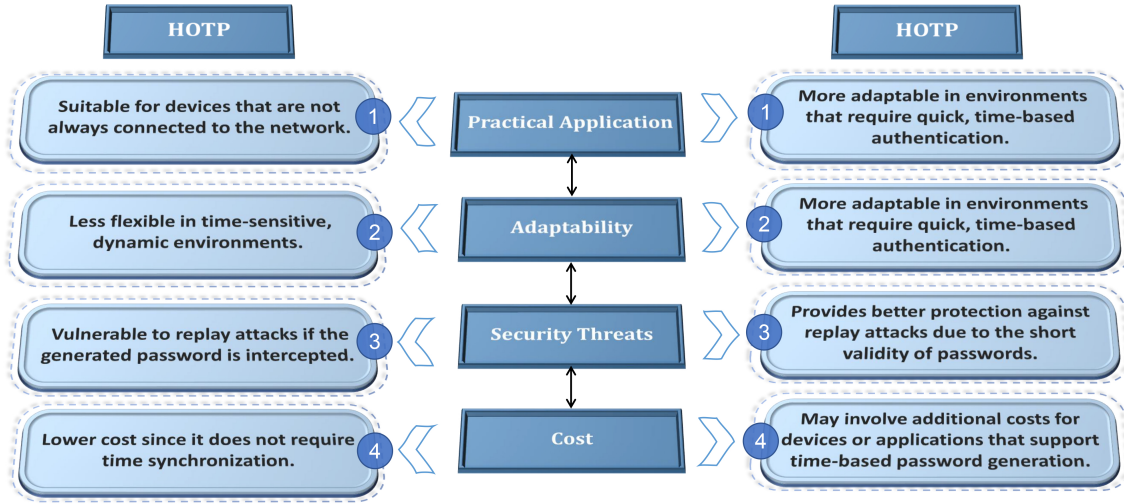 HOTP
HOTP
Suitable for devices that are not
always connected to the network.
1
Practical Application
1
More adaptable in environments
that require quick, time-based
authentication.
Less flexible in time-sensitive,
dynamic environments.
2
Adaptability
2
More adaptable in environments
that require quick, time-based
authentication.
Vulnerable to replay attacks if the
generated password is intercepted.
3
Security Threats
3
Provides better protection against
replay attacks due to the short
validity of passwords.
Lower cost since it does not require
time synchronization.
4
Cost
4
May involve additional costs for
devices or applications that support
time-based password generation.